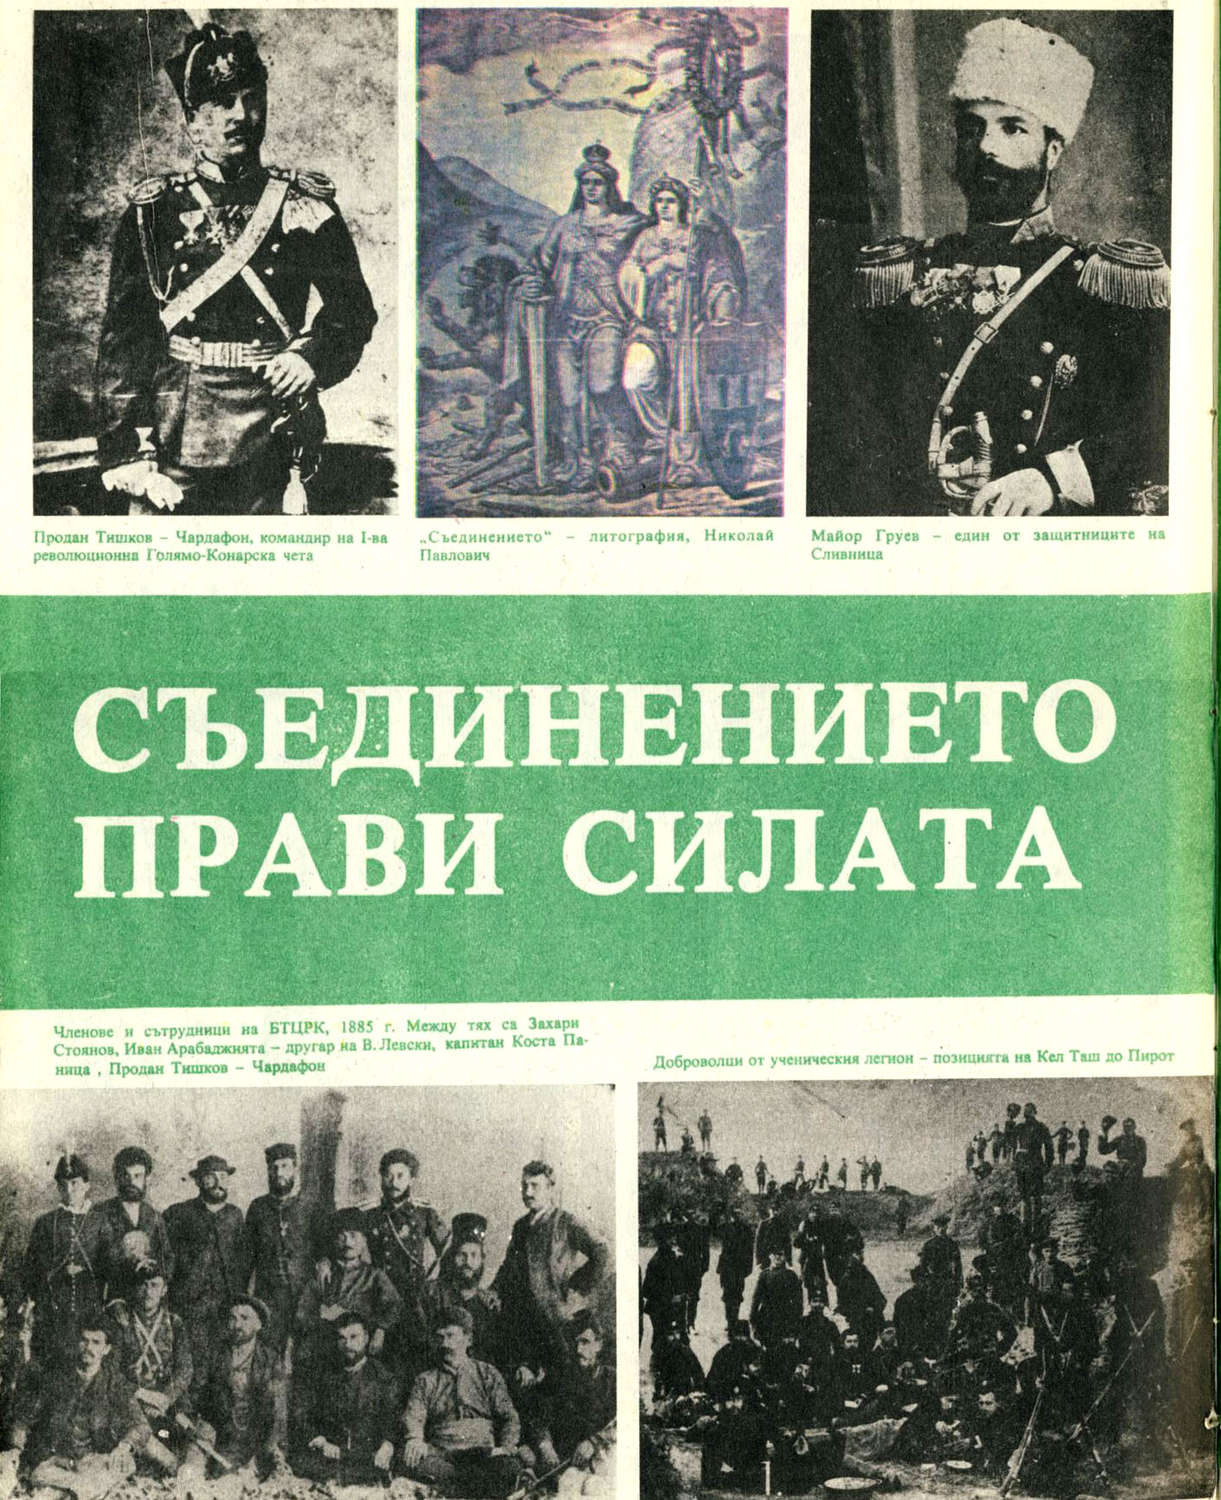 Продан Тишков – Чардафон, командир на I-ва
революционна Голямо-Конарска чета
„Съединението“ – литография, Николай
Павлович
Майор Груев – един от защитниците на
Сливница
СЪЕДИНЕНИЕТО
ПРАВИ СИЛАТА
Членове и сътрудници на БТЦРК, 1885 г. Между тях са Захари
Стоянов, Иван Арабаджията – другар на В. Левски, капитан Коста Па-
ница , Продан Тишков – Чардафон
Доброволци от ученическия легион – позицията на Кел Таш до Пирот